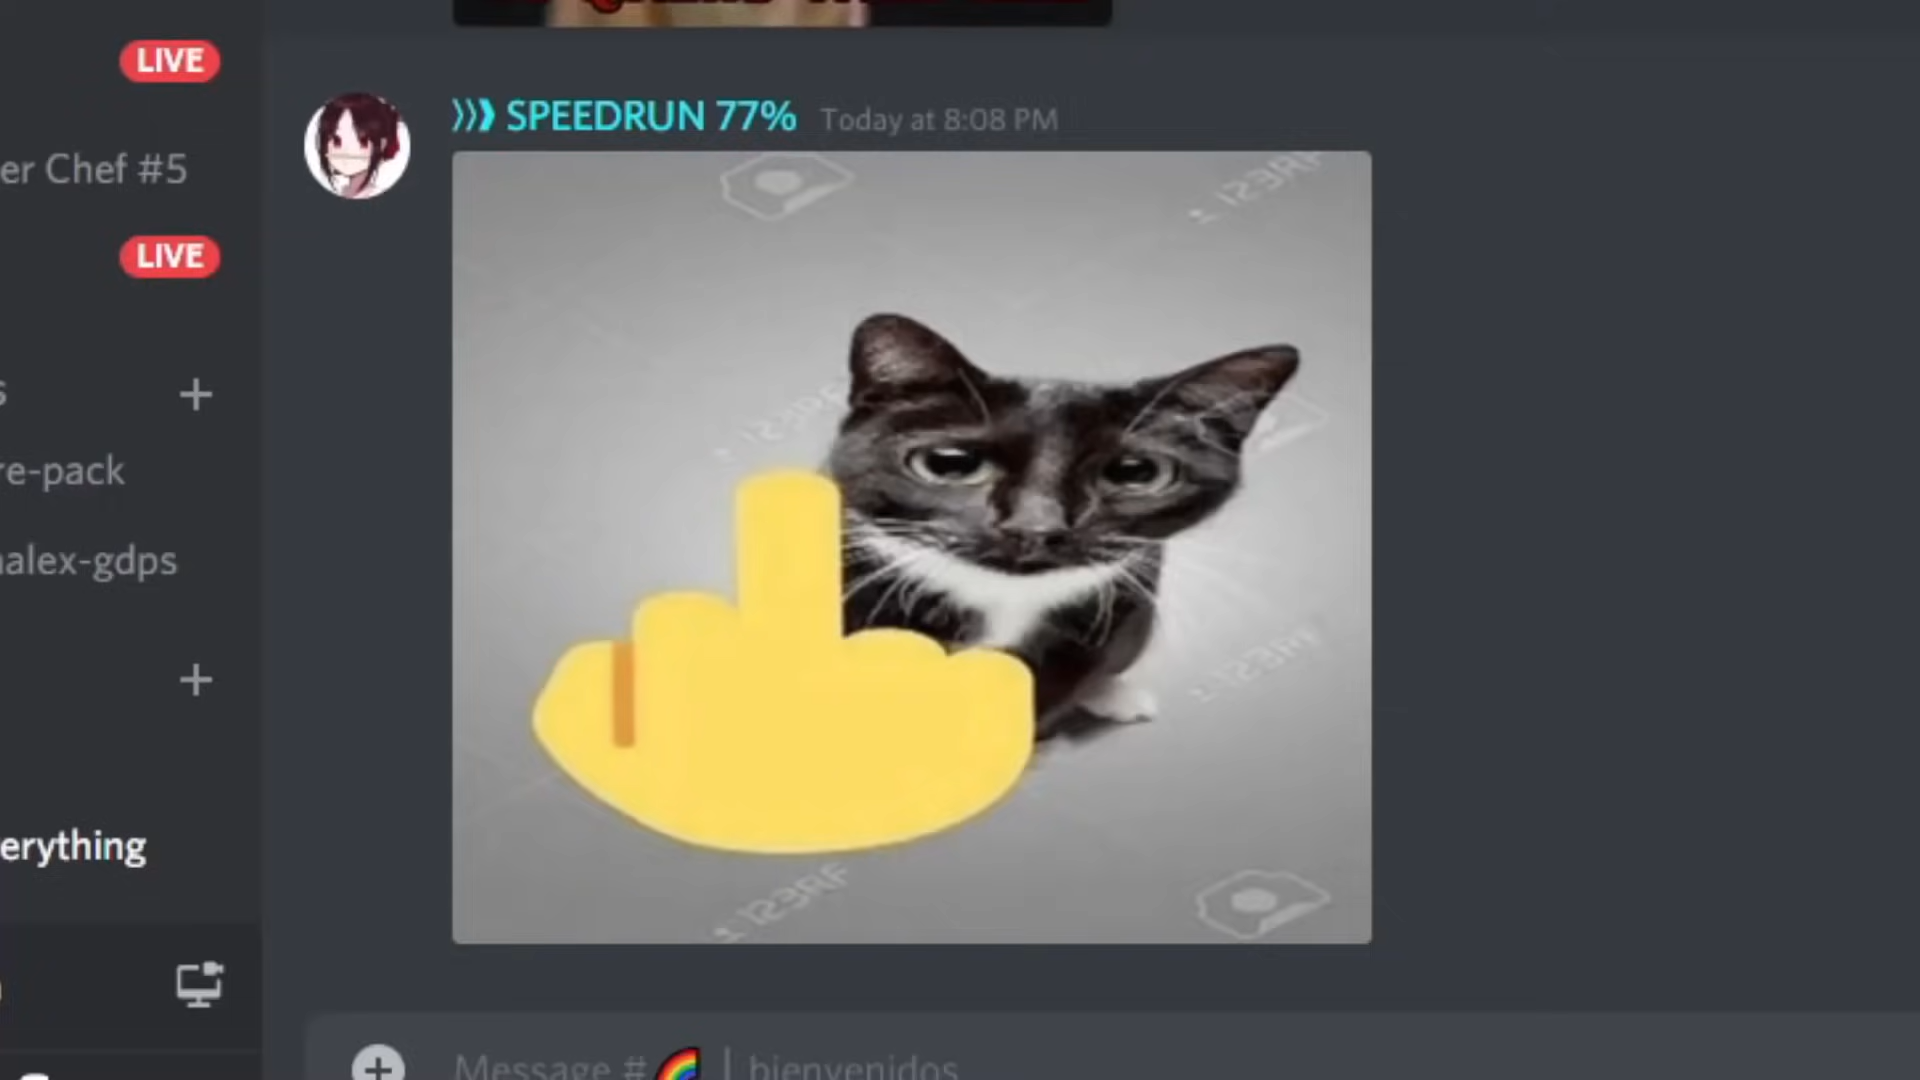 LIVE
er Chef #5
LIVE
s
re-pack
alex-gdps
erything
SPEEDRUN 77% Today at 8:08 PM
123RF
123RF
123RF
123RF
Message #🌈 | bienvenidos